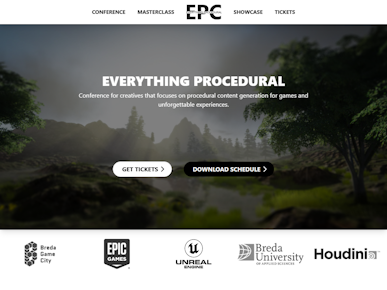 CONFERENCE MASTERCLASS EPC SHOWCASE TICKETS
EVERYTHING PROCEDURAL
Conference for creatives that focuses on procedural content generation for games and
unforgettable experiences.
GET TICKETS DOWNLOAD SCHEDULE
Breda
Game
City
EPIC
GAMES
UNREAL
ENGINE
Breda
University
OF APPLIED SCIENCES
Houdini